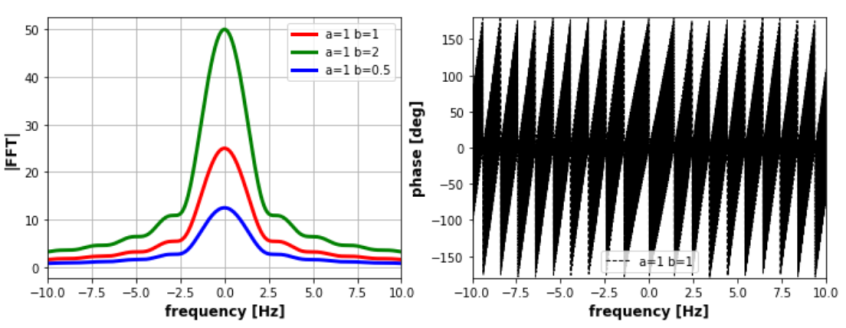 50
40
30
20
10
0
|FFT|
a=1 b=1
a=1 b=2
a=1 b=0.5
−10.0 −7.5 −5.0 −2.5 0.0 2.5 5.0 7.5 10.0
frequency [Hz]
150
100
50
0
−50
−100
−150
phase [deg]
a=1 b=1
−10.0 −7.5 −5.0 −2.5 0.0 2.5 5.0 7.5 10.0
frequency [Hz]